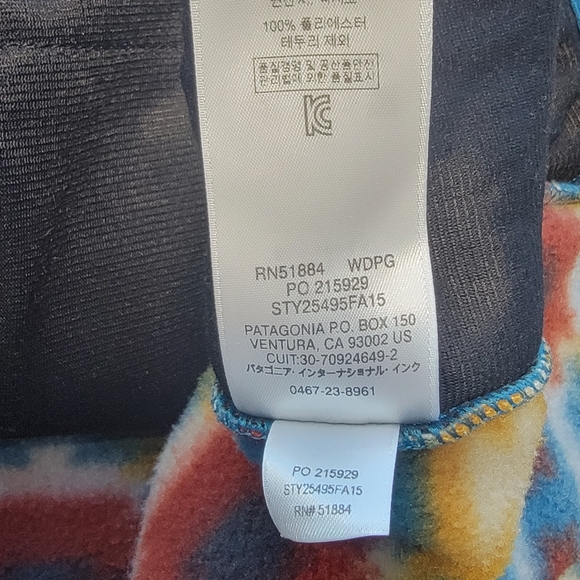 100% 폴리에스터
테두리 제외
품질경영 및 공산품안전
관리법에 의한 품질표시
RN51884 WDPG
PO 215929
STY25495FA15
PATAGONIA P.O. BOX 150
VENTURA, CA 93002 US
CUIT:30-70924649-2
パタゴニア・インターナショナル・インク
0467-23-8961
PO 215929
STY25495FA15
RN# 51884